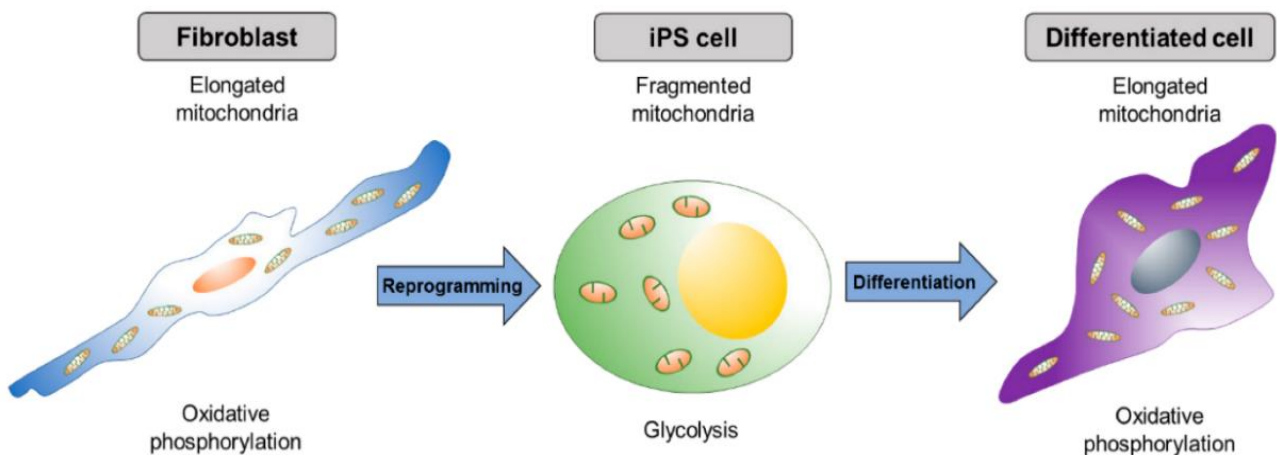 Fibroblast
Elongated
mitochondria
Oxidative
phosphorylation
Reprogramming
iPS cell
Fragmented
mitochondria
Glycolysis
Differentiation
Differentiated cell
Elongated
mitochondria
Oxidative
phosphorylation